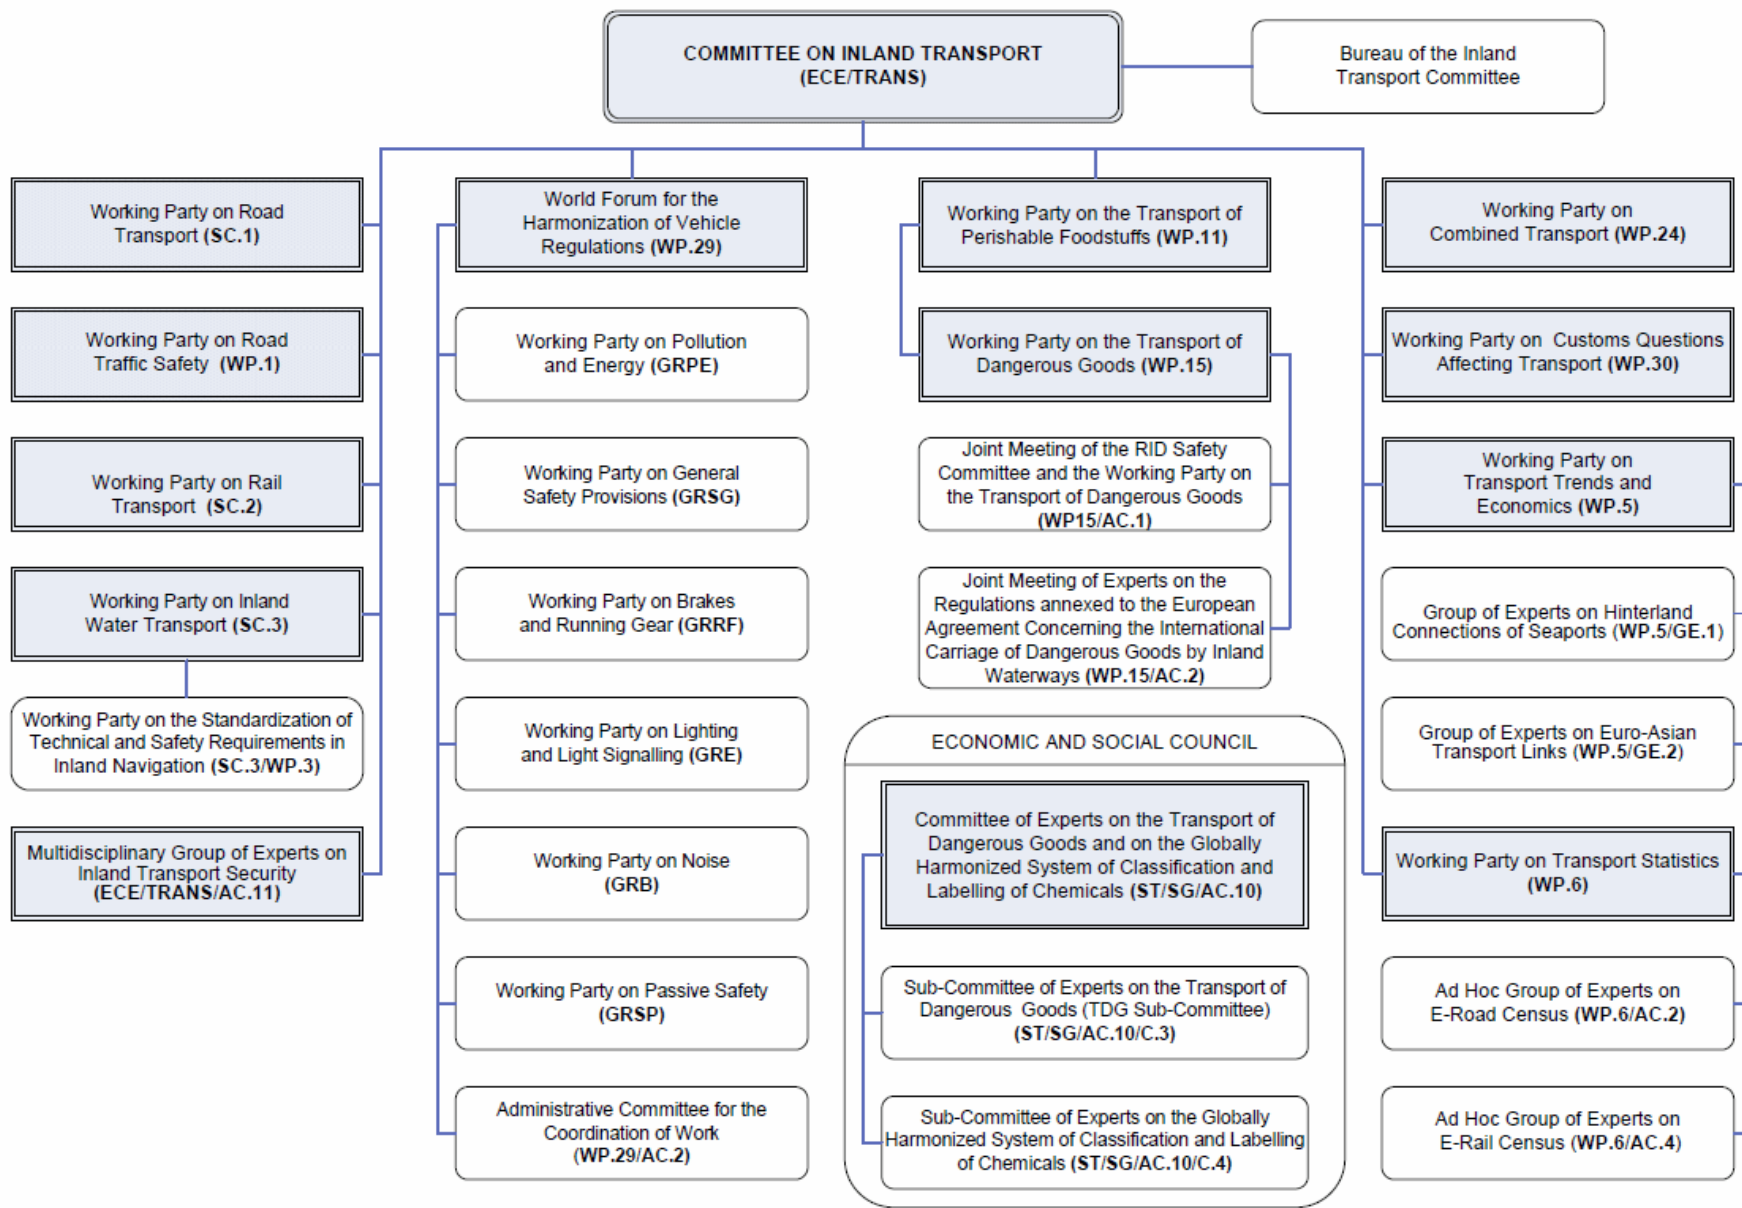 COMMITTEE ON INLAND TRANSPORT
(ECE/TRANS)
Bureau of the Inland
Transport Committee
Working Party on Road
Transport (SC.1)
Working Party on Road
Traffic Safety (WP.1)
Working Party on Rail
Transport (SC.2)
Working Party on Inland
Water Transport (SC.3)
Working Party on the Standardization of
Technical and Safety Requirements in
Inland Navigation (SC.3/WP.3)
Multidisciplinary Group of Experts on
Inland Transport Security
(ECE/TRANS/AC.11)
World Forum for the
Harmonization of Vehicle
Regulations (WP.29)
Working Party on Pollution
and Energy (GRPE)
Working Party on General
Safety Provisions (GRSG)
Working Party on Brakes
and Running Gear (GRRF)
Working Party on Lighting
and Light Signalling (GRE)
Working Party on Noise
(GRB)
Working Party on Passive Safety
(GRSP)
Administrative Committee for the
Coordination of Work
(WP.29/AC.2)
Working Party on the Transport of
Perishable Foodstuffs (WP.11)
Working Party on the Transport of
Dangerous Goods (WP.15)
Joint Meeting of the RID Safety
Committee and the Working Party on
the Transport of Dangerous Goods
(WP15/AC.1)
Joint Meeting of Experts on the
Regulations annexed to the European
Agreement Concerning the International
Carriage of Dangerous Goods by Inland
Waterways (WP.15/AC.2)
ECONOMIC AND SOCIAL COUNCIL
Committee of Experts on the Transport of
Dangerous Goods and on the Globally
Harmonized System of Classification and
Labelling of Chemicals (ST/SG/AC.10)
Sub-Committee of Experts on the Transport of
Dangerous Goods (TDG Sub-Committee)
(ST/SG/AC.10/C.3)
Sub-Committee of Experts on the Globally
Harmonized System of Classification and Labelling
of Chemicals (ST/SG/AC.10/C.4)
Working Party on
Combined Transport (WP.24)
Working Party on Customs Questions
Affecting Transport (WP.30)
Working Party on
Transport Trends and
Economics (WP.5)
Group of Experts on Hinterland
Connections of Seaports (WP.5/GE.1)
Group of Experts on Euro-Asian
Transport Links (WP.5/GE.2)
Working Party on Transport Statistics
(WP.6)
Ad Hoc Group of Experts on
E-Road Census (WP.6/AC.2)
Ad Hoc Group of Experts on
E-Rail Census (WP.6/AC.4)